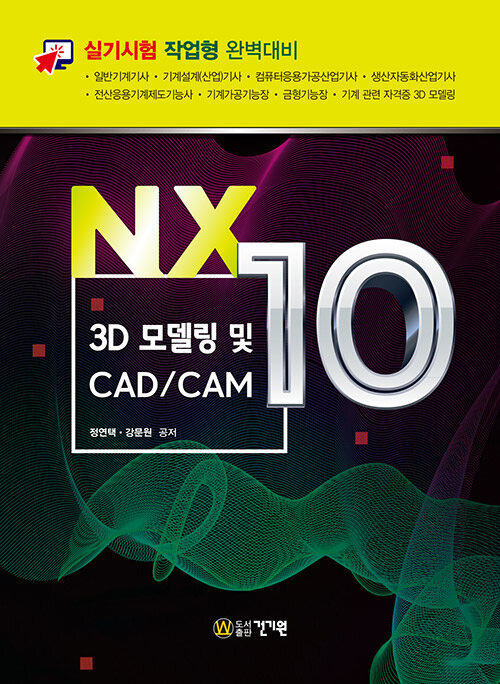 실기시험 작업형 완벽대비
• 일반기계기사 • 기계설계(산업)기사 • 컴퓨터응용가공산업기사 • 생산자동화산업기사
• 전산응용기계제도기능사 • 기계가공기능장 • 금형기능장 • 기계 관련 자격증 3D 모델링
NX
10
3D 모델링 및
CAD/CAM
정연택 • 강문원 공저
W 도서출판 건기원